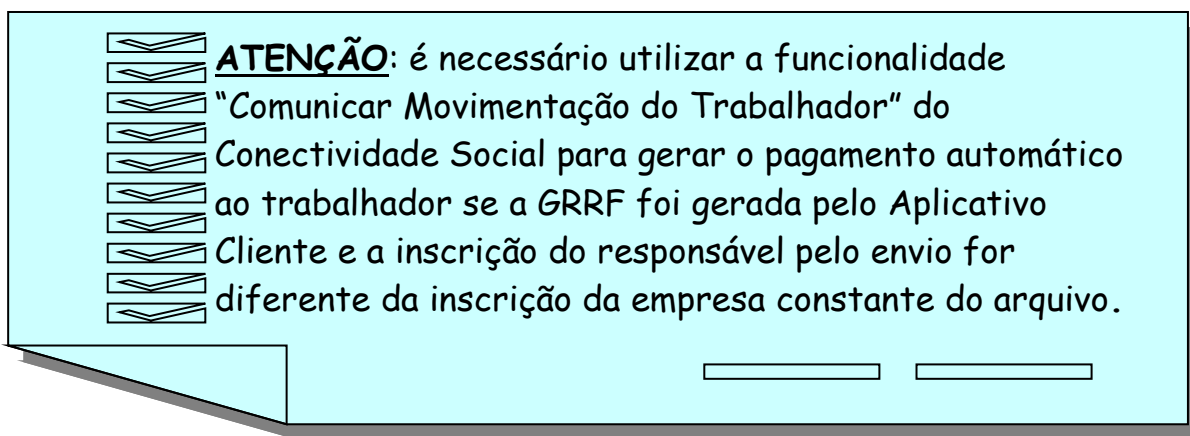 ATENÇÃO: é necessário utilizar a funcionalidade
“Comunicar Movimentação do Trabalhador” do
Conectividade Social para gerar o pagamento automático
ao trabalhador se a GRRF foi gerada pelo Aplicativo
Cliente e a inscrição do responsável pelo envio for
diferente da inscrição da empresa constante do arquivo.